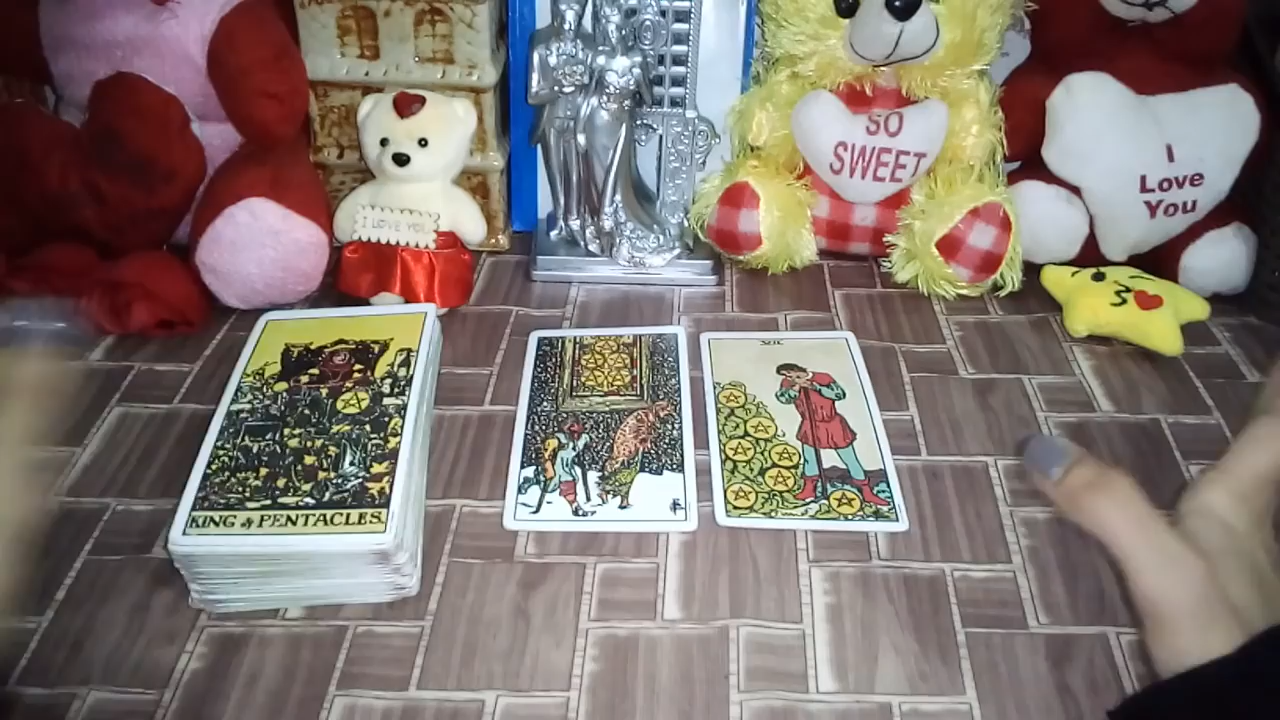 I LOVE YOU
SO
SWEET
I
Love
You
VII
KING of PENTACLES.